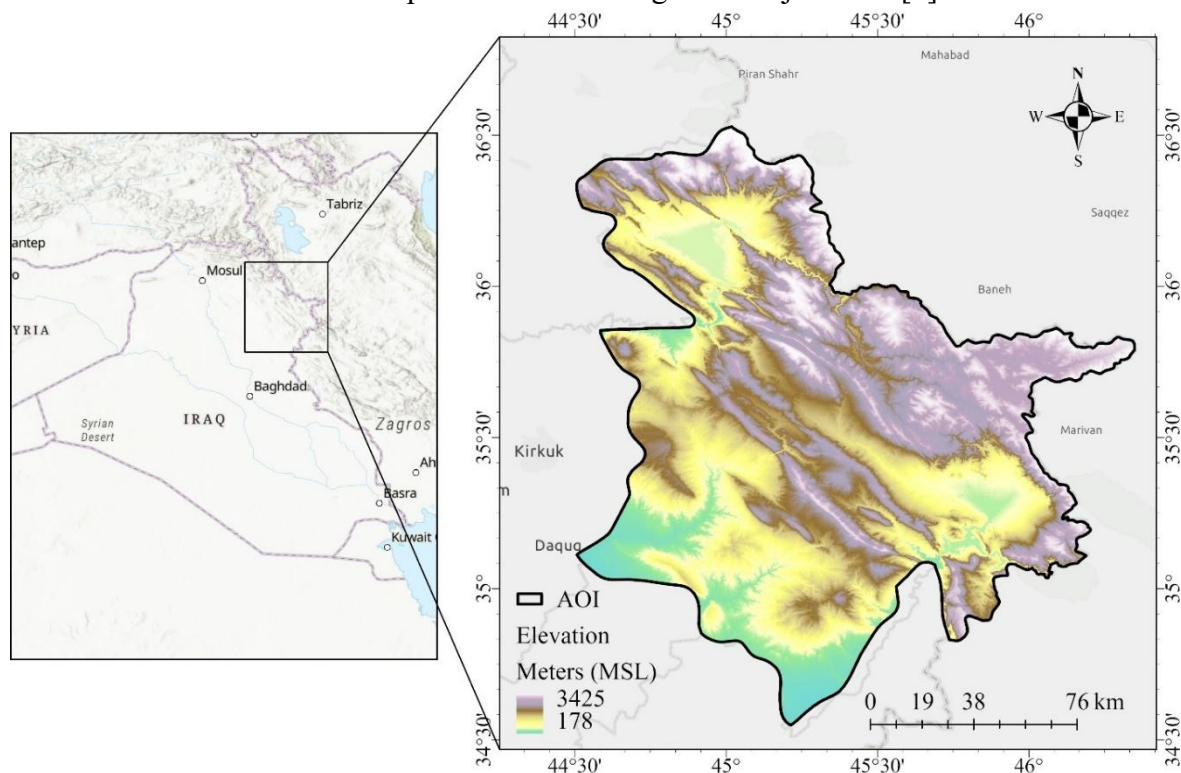 44°30'
45°
45°30'
46°
Mahabad
Piran Shahr
N
W
E
S
36°30'
36°30'
Saqqez
Tabriz
antep
Mosul
36°
36°
Baneh
YRIA
Baghdad
IRAQ
Syrian
Desert
Zagros
Marivan
35°30'
35°30'
Kirkuk
Ah
m
Basra
Kuwait
Daquq
35°
35°
AOI
Elevation
Meters (MSL)
3425
178
0 19 38 76 km
34°30'
34°30'
44°30'
45°
45°30'
46°